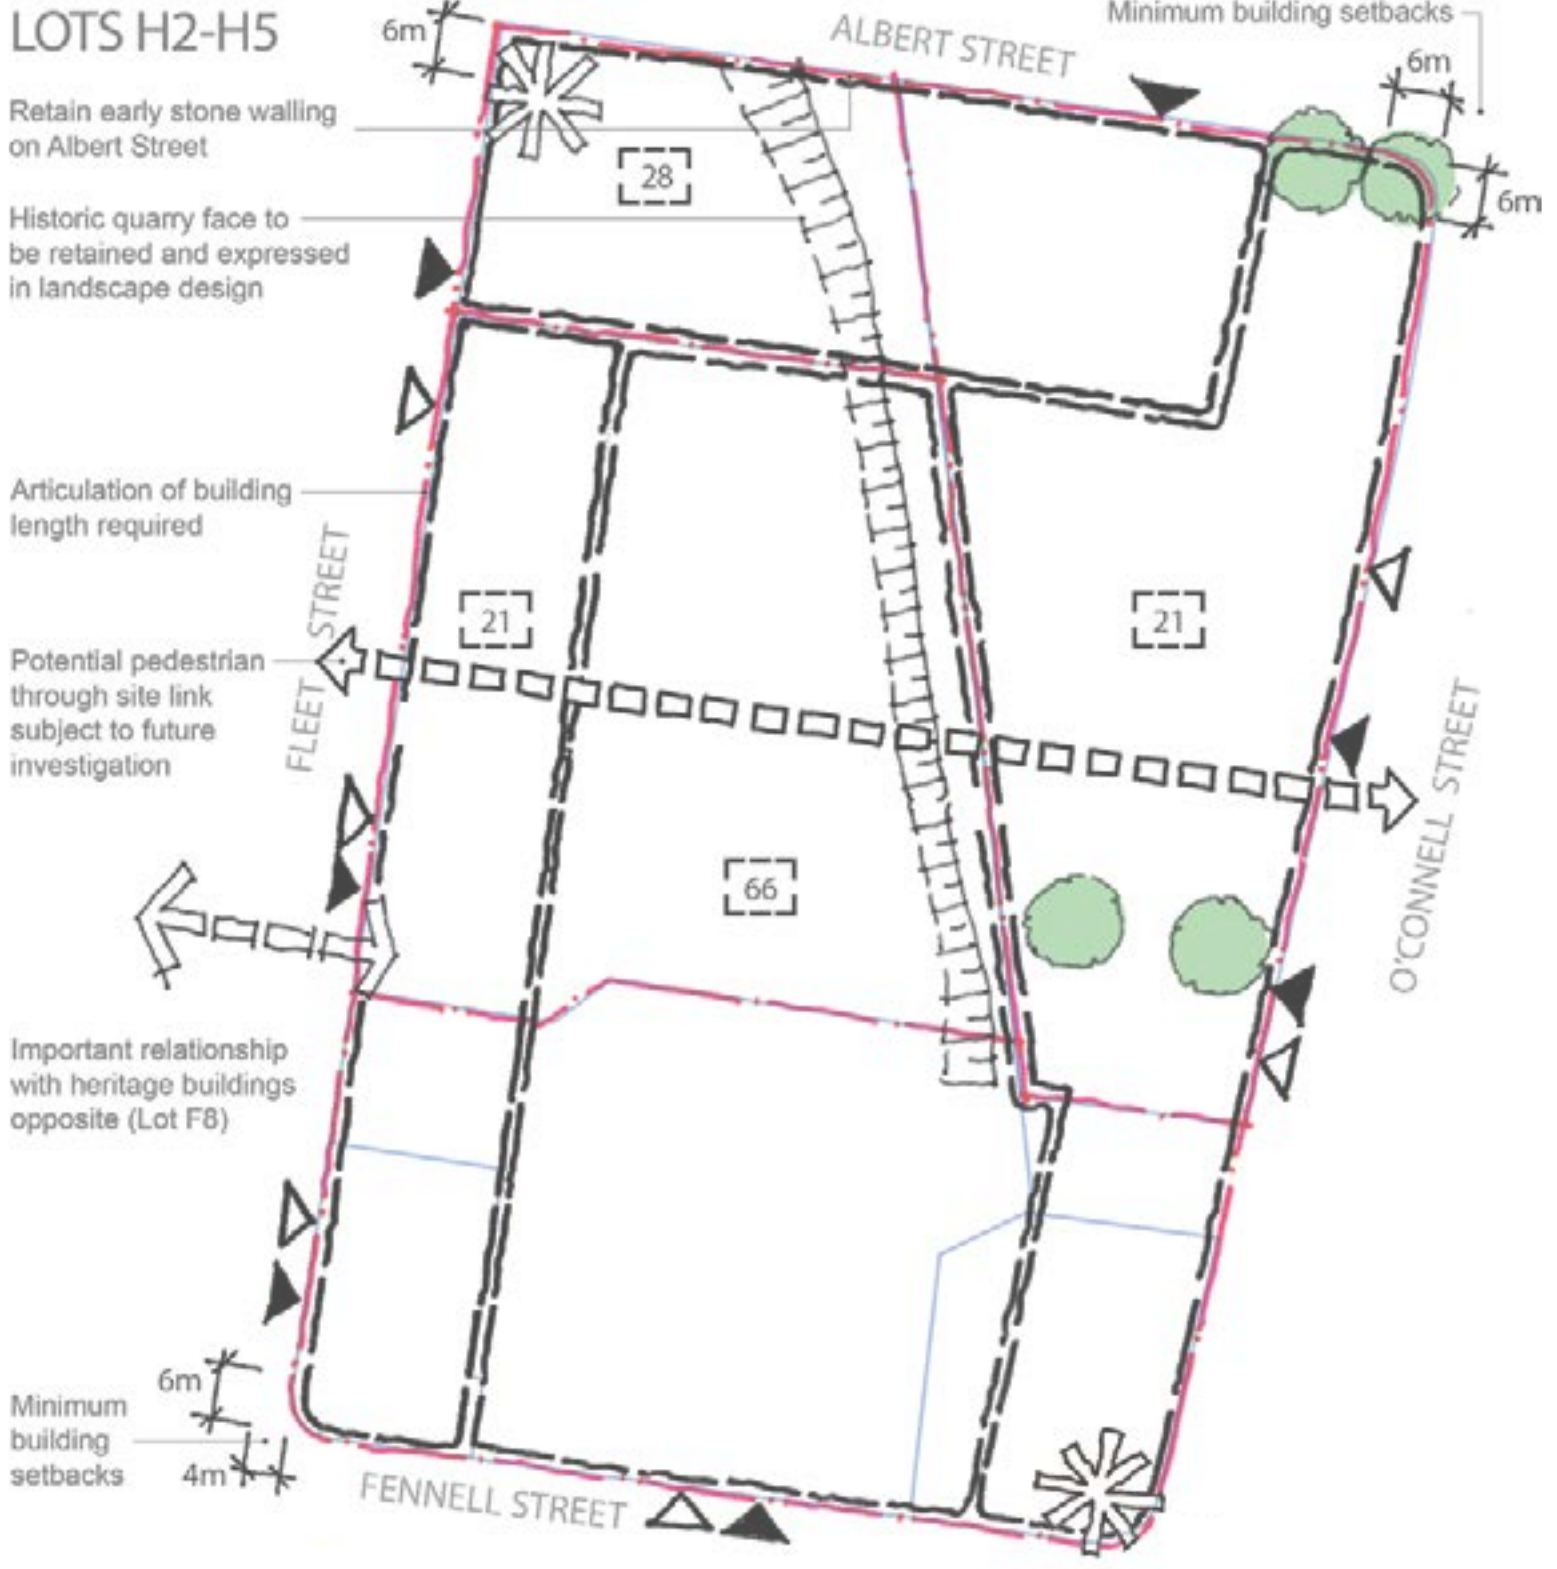 LOTS H2-H5
6m
ALBERT STREET
Minimum building setbacks
6m
6m
Retain early stone walling
on Albert Street
28
Historic quarry face to
be retained and expressed
in landscape design
Articulation of building
length required
FLEET STREET
21
21
Potential pedestrian
through site link
subject to future
investigation
O'CONNELL STREET
66
Important relationship
with heritage buildings
opposite (Lot F8)
6m
Minimum
building
setbacks
4m
FENNELL STREET